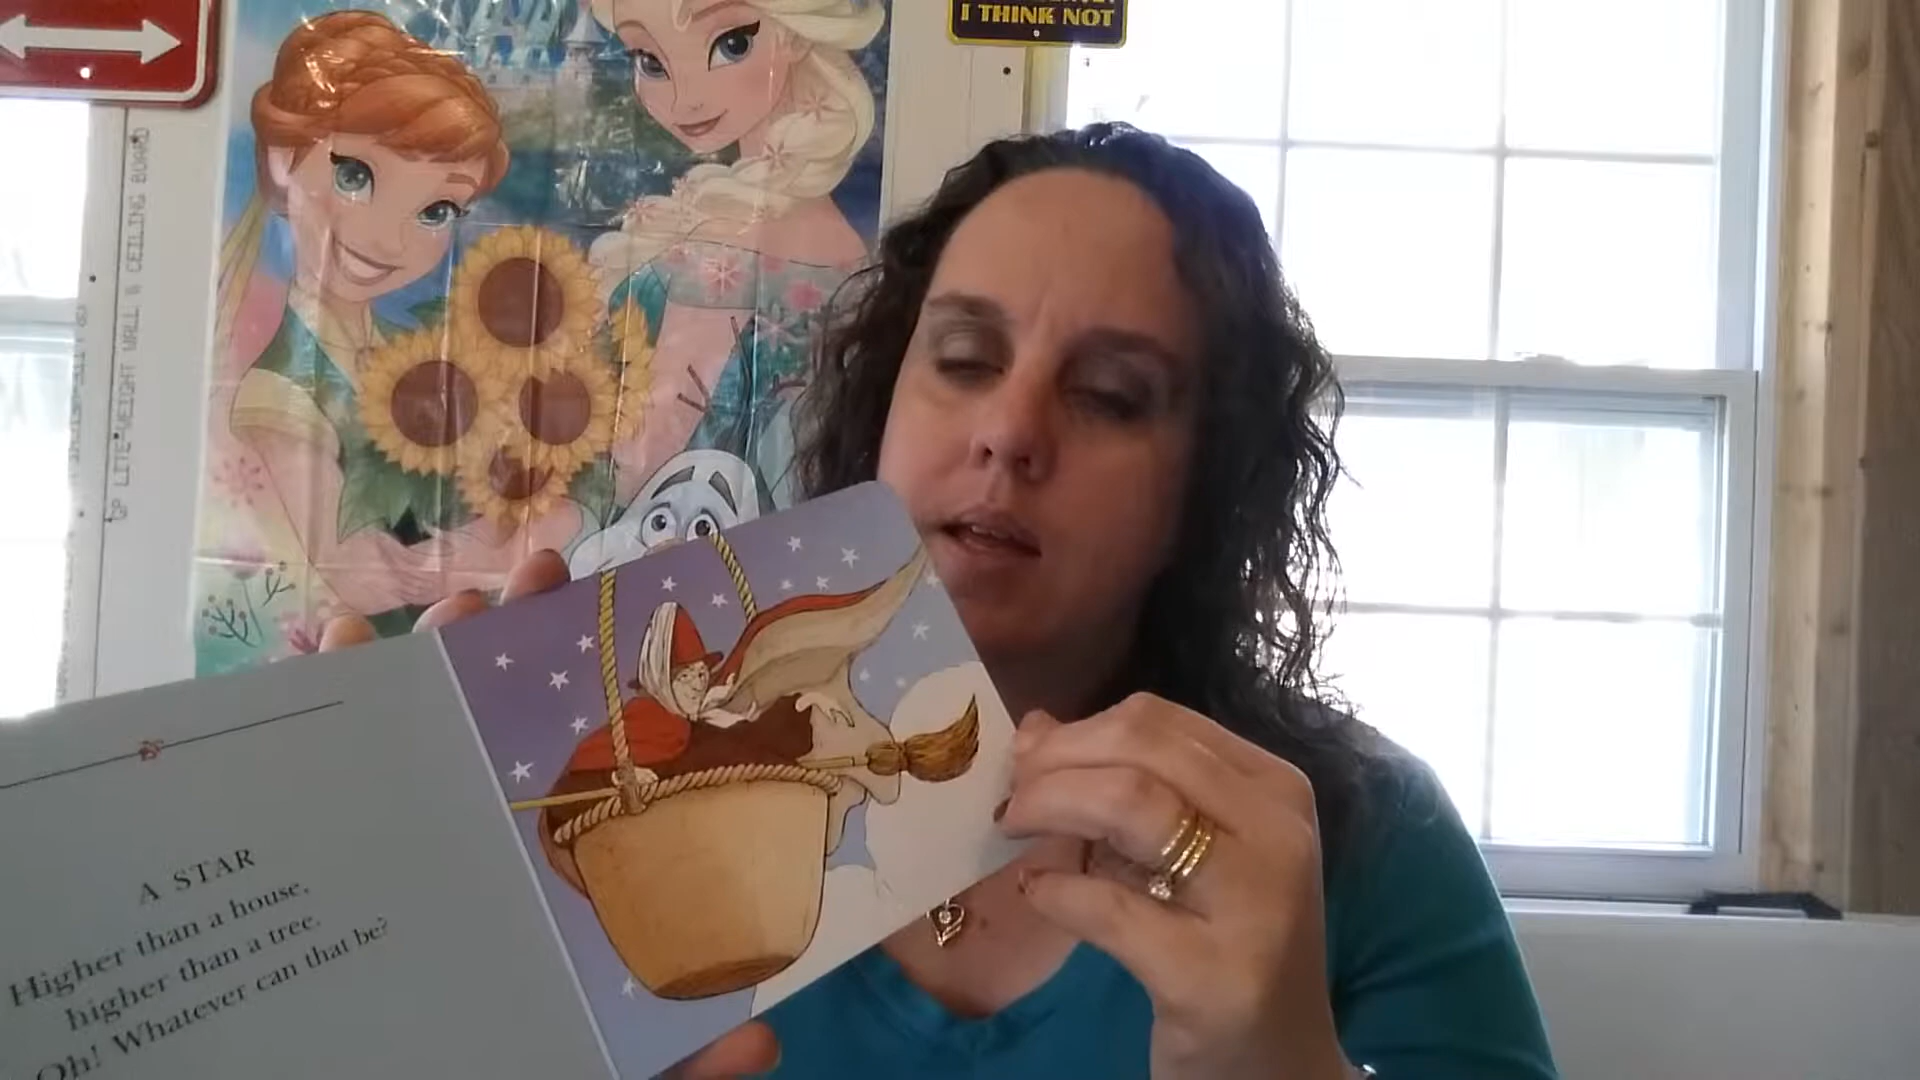 I THINK NOT
GP LITE-WEIGHT WALL & CEILING BOARD
A STAR
Higher than a house,
higher than a tree.
Oh! Whatever can that be?